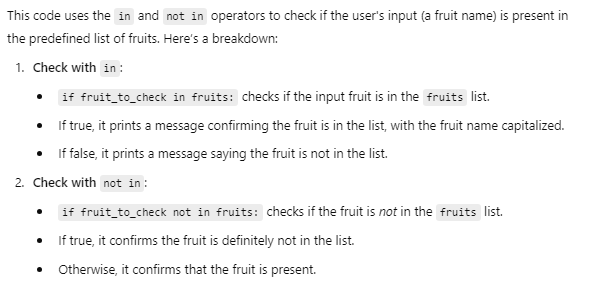 This code uses the in and not in operators to check if the user's input (a fruit name) is present in
the predefined list of fruits. Here's a breakdown:
1. Check with in:
• if fruit_to_check in fruits: checks if the input fruit is in the fruits list.
• If true, it prints a message confirming the fruit is in the list, with the fruit name capitalized.
• If false, it prints a message saying the fruit is not in the list.
2. Check with not in:
• if fruit_to_check not in fruits: checks if the fruit is not in the fruits list.
• If true, it confirms the fruit is definitely not in the list.
• Otherwise, it confirms that the fruit is present.